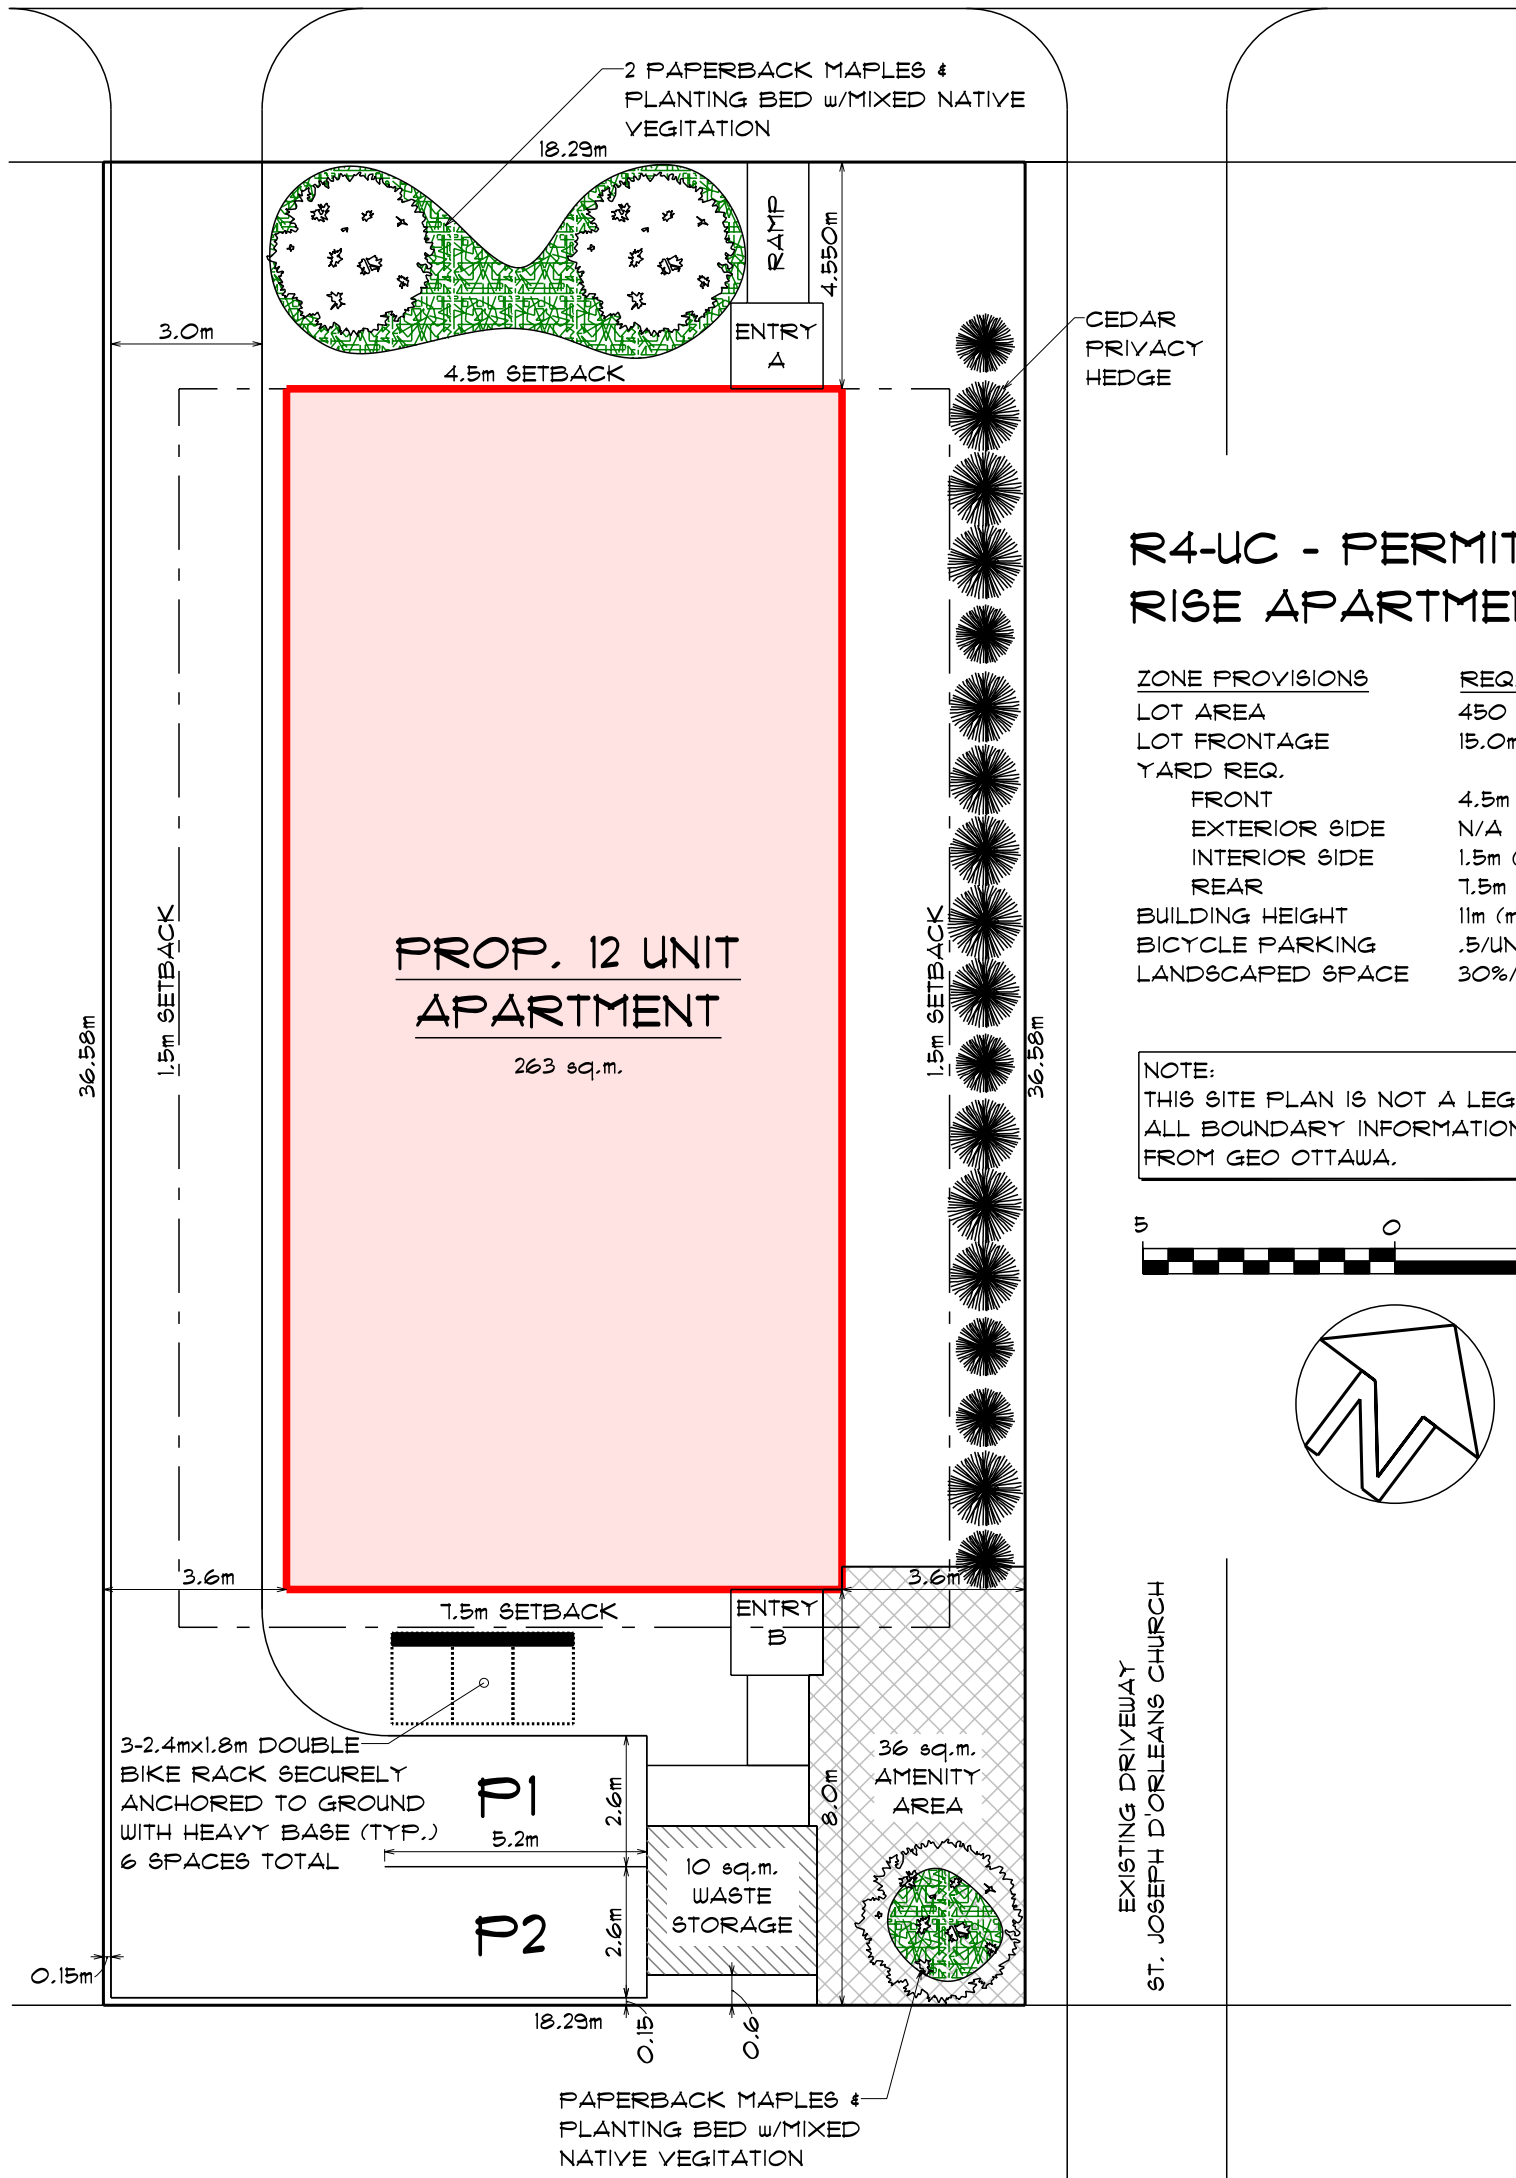 2 PAPERBACK MAPLES &
PLANTING BED w/MIXED NATIVE
VEGITATION
18.29m
RAMP
4.550m
3.0m
ENTRY
A
4.5m SETBACK
CEDAR
PRIVACY
HEDGE
R4-UC - PERMIT
RISE APARTME
ZONE PROVISIONS REQ.
LOT AREA 450
LOT FRONTAGE 15.0m
YARD REQ.
FRONT 4.5m
EXTERIOR SIDE N/A
INTERIOR SIDE 1.5m (
REAR 7.5m
BUILDING HEIGHT 11m (m
BICYCLE PARKING .5/UN
LANDSCAPED SPACE 30%/
1.5m SETBACK
PROP. 12 UNIT
APARTMENT
263 sq.m.
1.5m SETBACK
36.58m
36.58m
NOTE:
THIS SITE PLAN IS NOT A LEG
ALL BOUNDARY INFORMATION
FROM GEO OTTAWA.
5 0
N
3.6m
3.6m
7.5m SETBACK
ENTRY
B
3-2.4mx1.8m DOUBLE
BIKE RACK SECURELY
ANCHORED TO GROUND
WITH HEAVY BASE (TYP.)
6 SPACES TOTAL
P1
2.6m
5.2m
P2
2.6m
10 sq.m.
WASTE
STORAGE
8.0m
36 sq.m.
AMENITY
AREA
EXISTING DRIVEWAY
ST. JOSEPH D'ORLEANS CHURCH
0.15m
18.29m
0.15
0.6
PAPERBACK MAPLES &
PLANTING BED w/MIXED
NATIVE VEGITATION